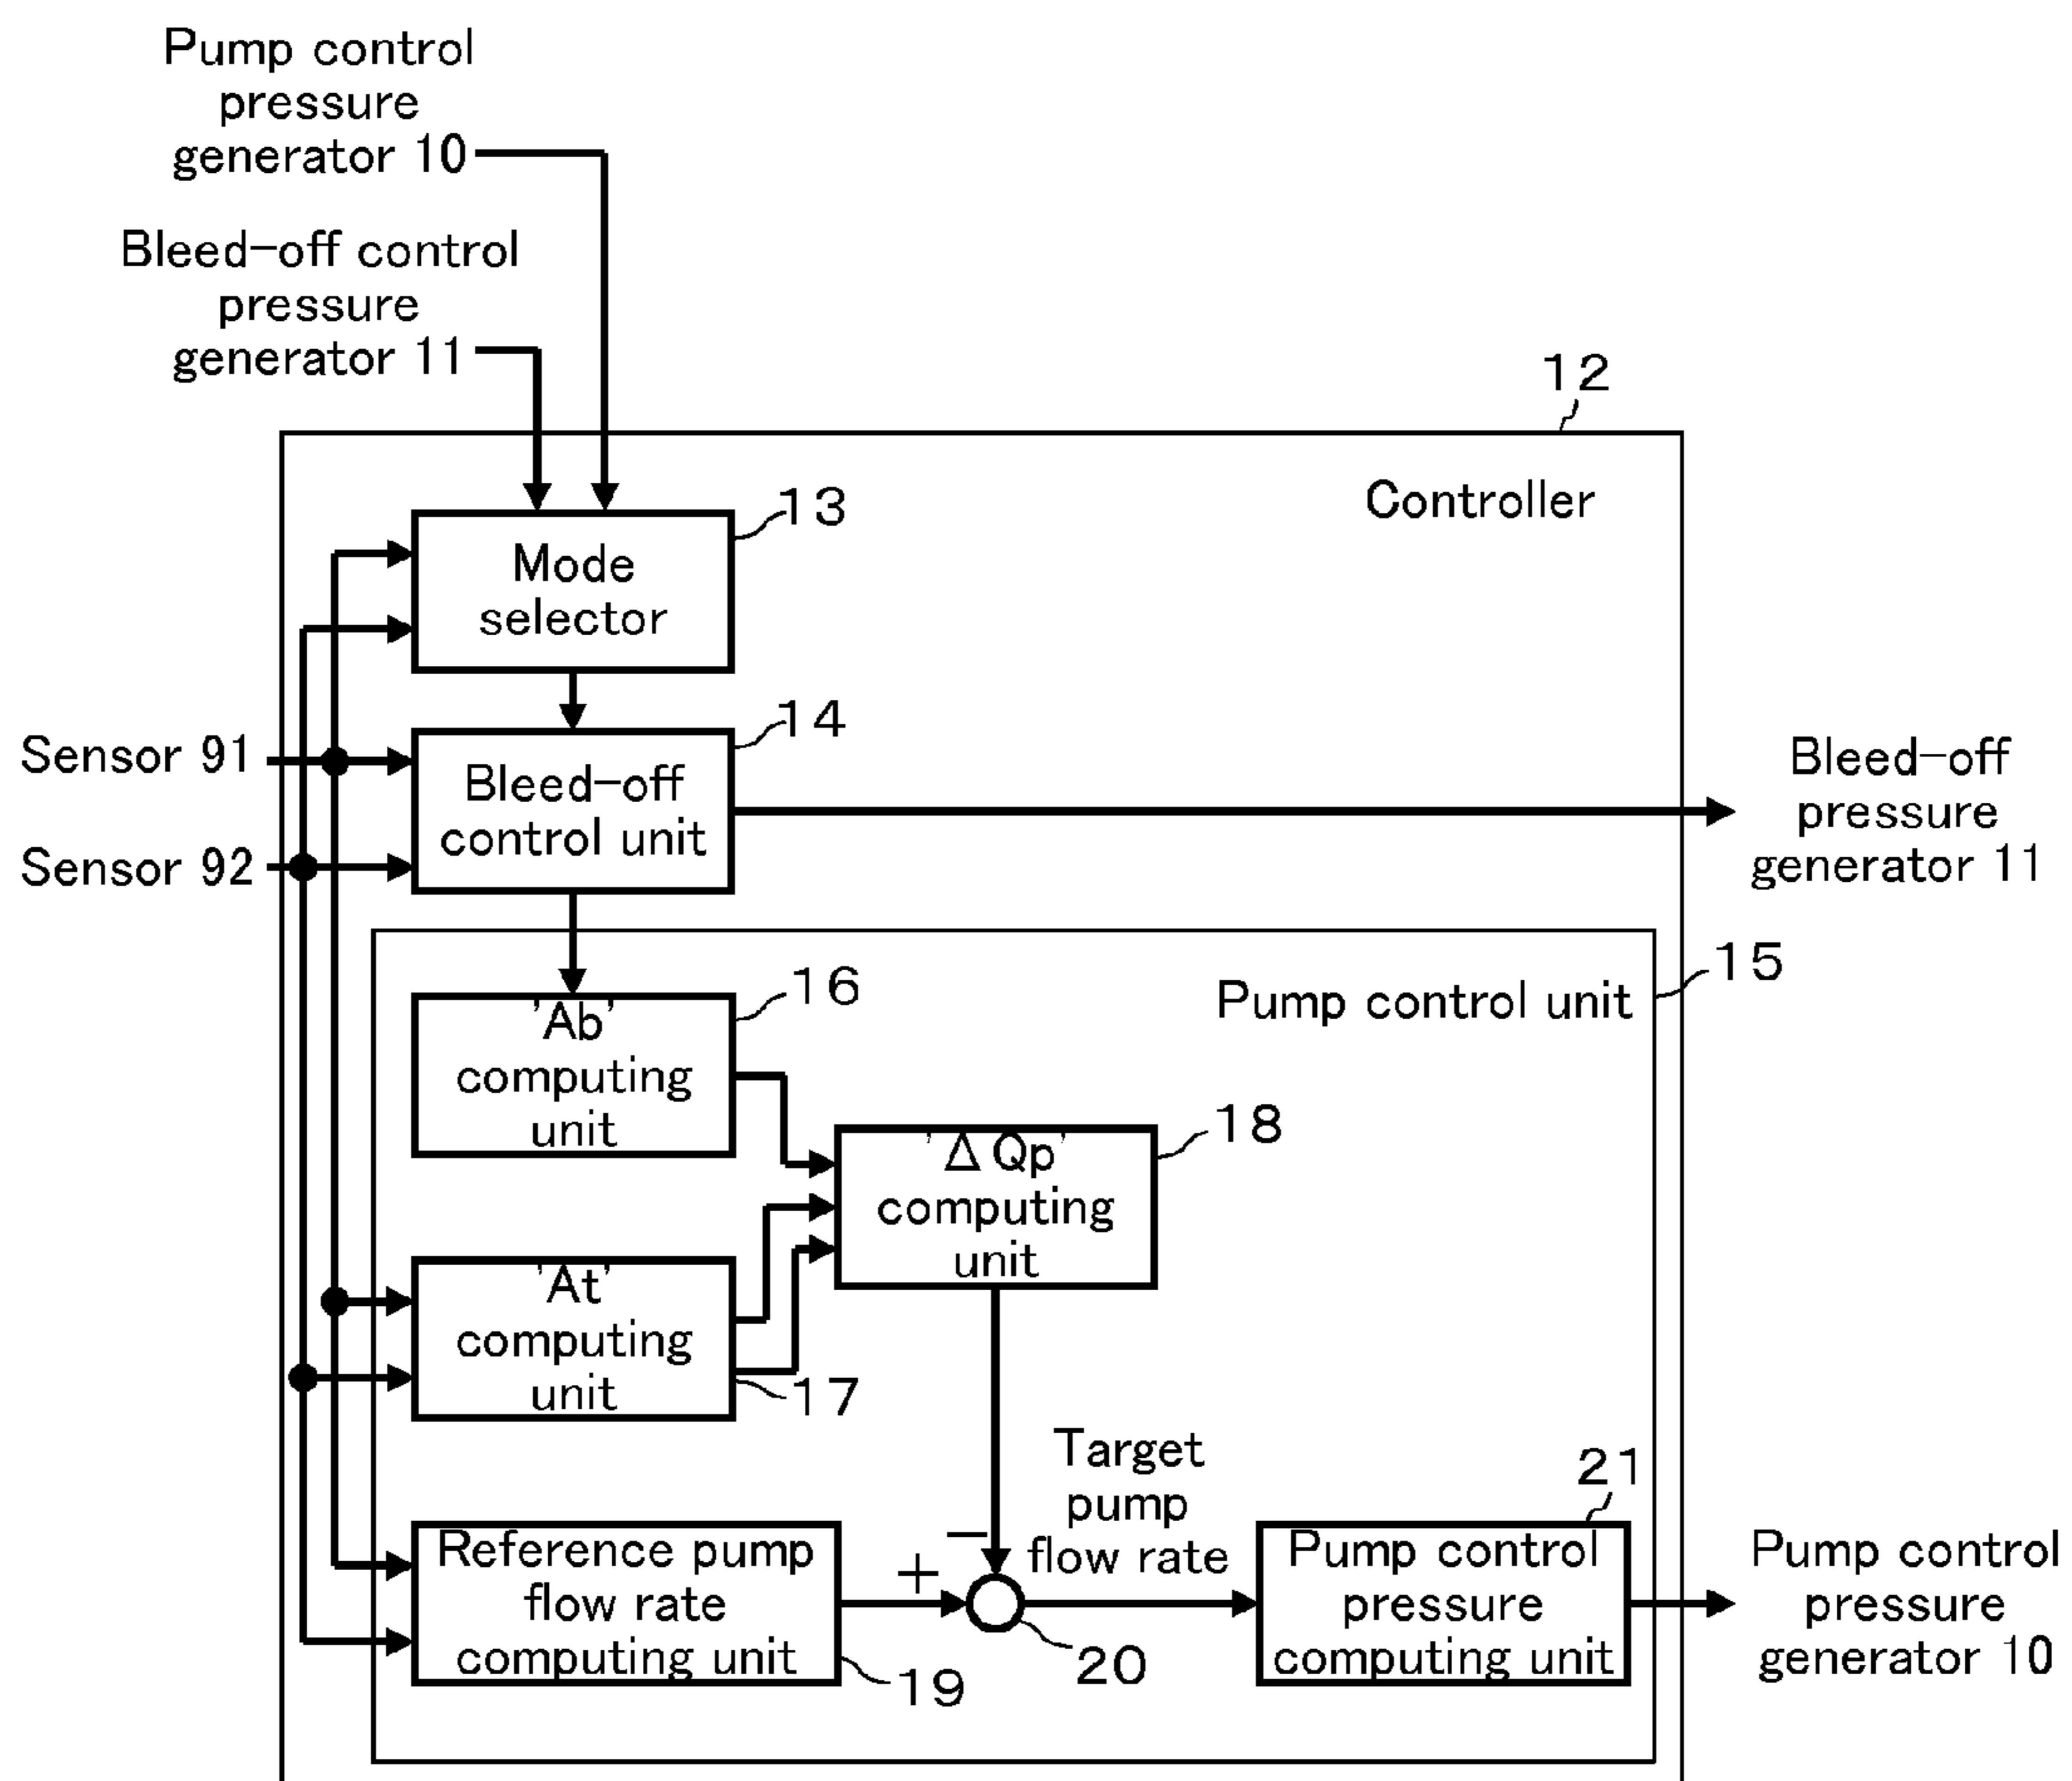 Pump control
pressure
generator 10
Bleed-off control
pressure
generator 11
12
Controller
13
Mode
selector
14
Sensor 91
Bleed-off
control unit
Sensor 92
Bleed-off
pressure
generator 11
15
Pump control unit
16
'Ab'
computing
unit
18
'Δ Qp'
computing
unit
'At'
computing
unit
17
Target
pump
flow rate
21
Reference pump
flow rate
computing unit
19
+
−
20
Pump control
pressure
computing unit
Pump control
pressure
generator 10